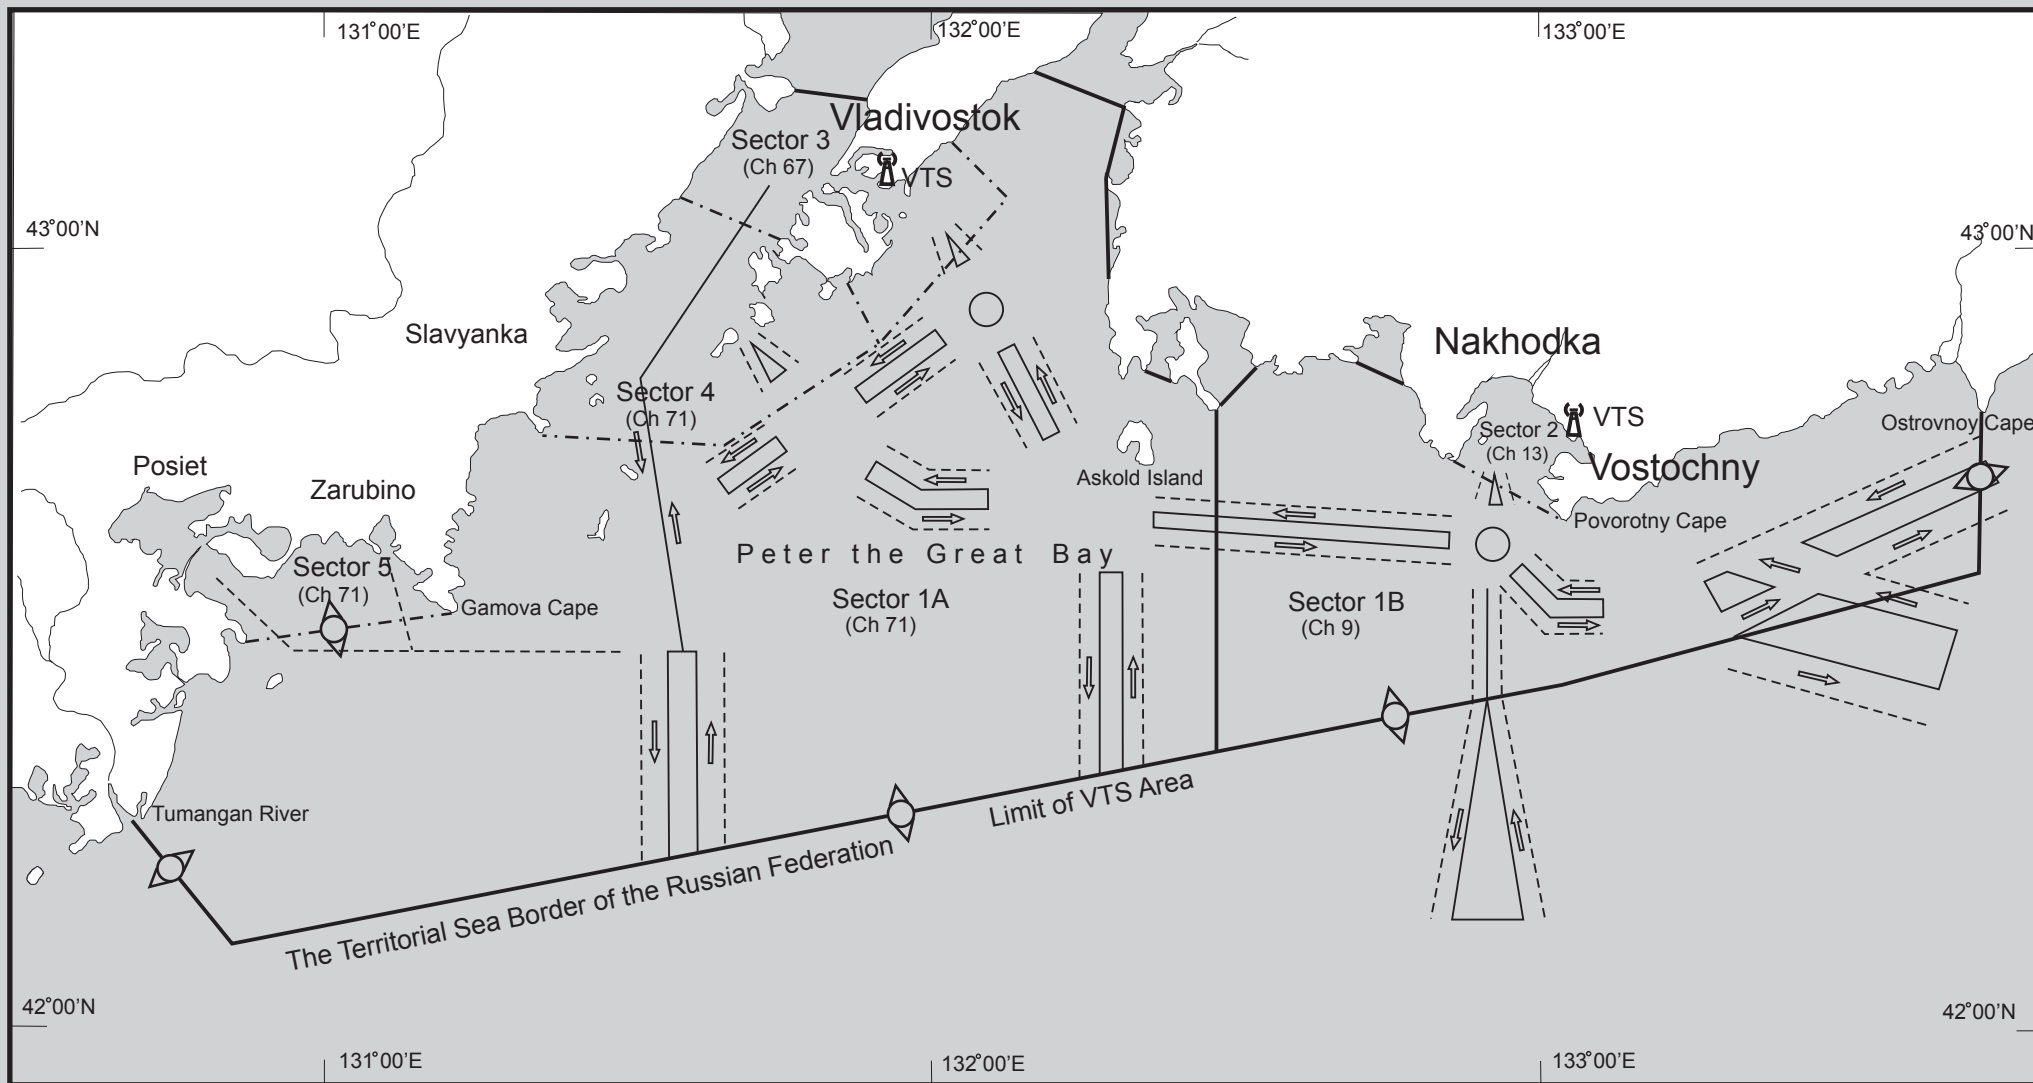 131°00'E
132°00'E
133°00'E
Vladivostok
Sector 3
(Ch 67)
VTS
43°00'N
43°00'N
Slavyanka
Nakhodka
Sector 4
(Ch 71)
VTS
Ostrovnoy Cape
Sector 2
(Ch 13)
Posiet
Vostochny
Askold Island
Zarubino
Povorotny Cape
Peter the Great Bay
Sector 5
(Ch 71)
Gamova Cape
Sector 1A
(Ch 71)
Sector 1B
(Ch 9)
Tumangan River
Limit of VTS Area
The Territorial Sea Border of the Russian Federation
42°00'N
42°00'N
131°00'E
132°00'E
133°00'E